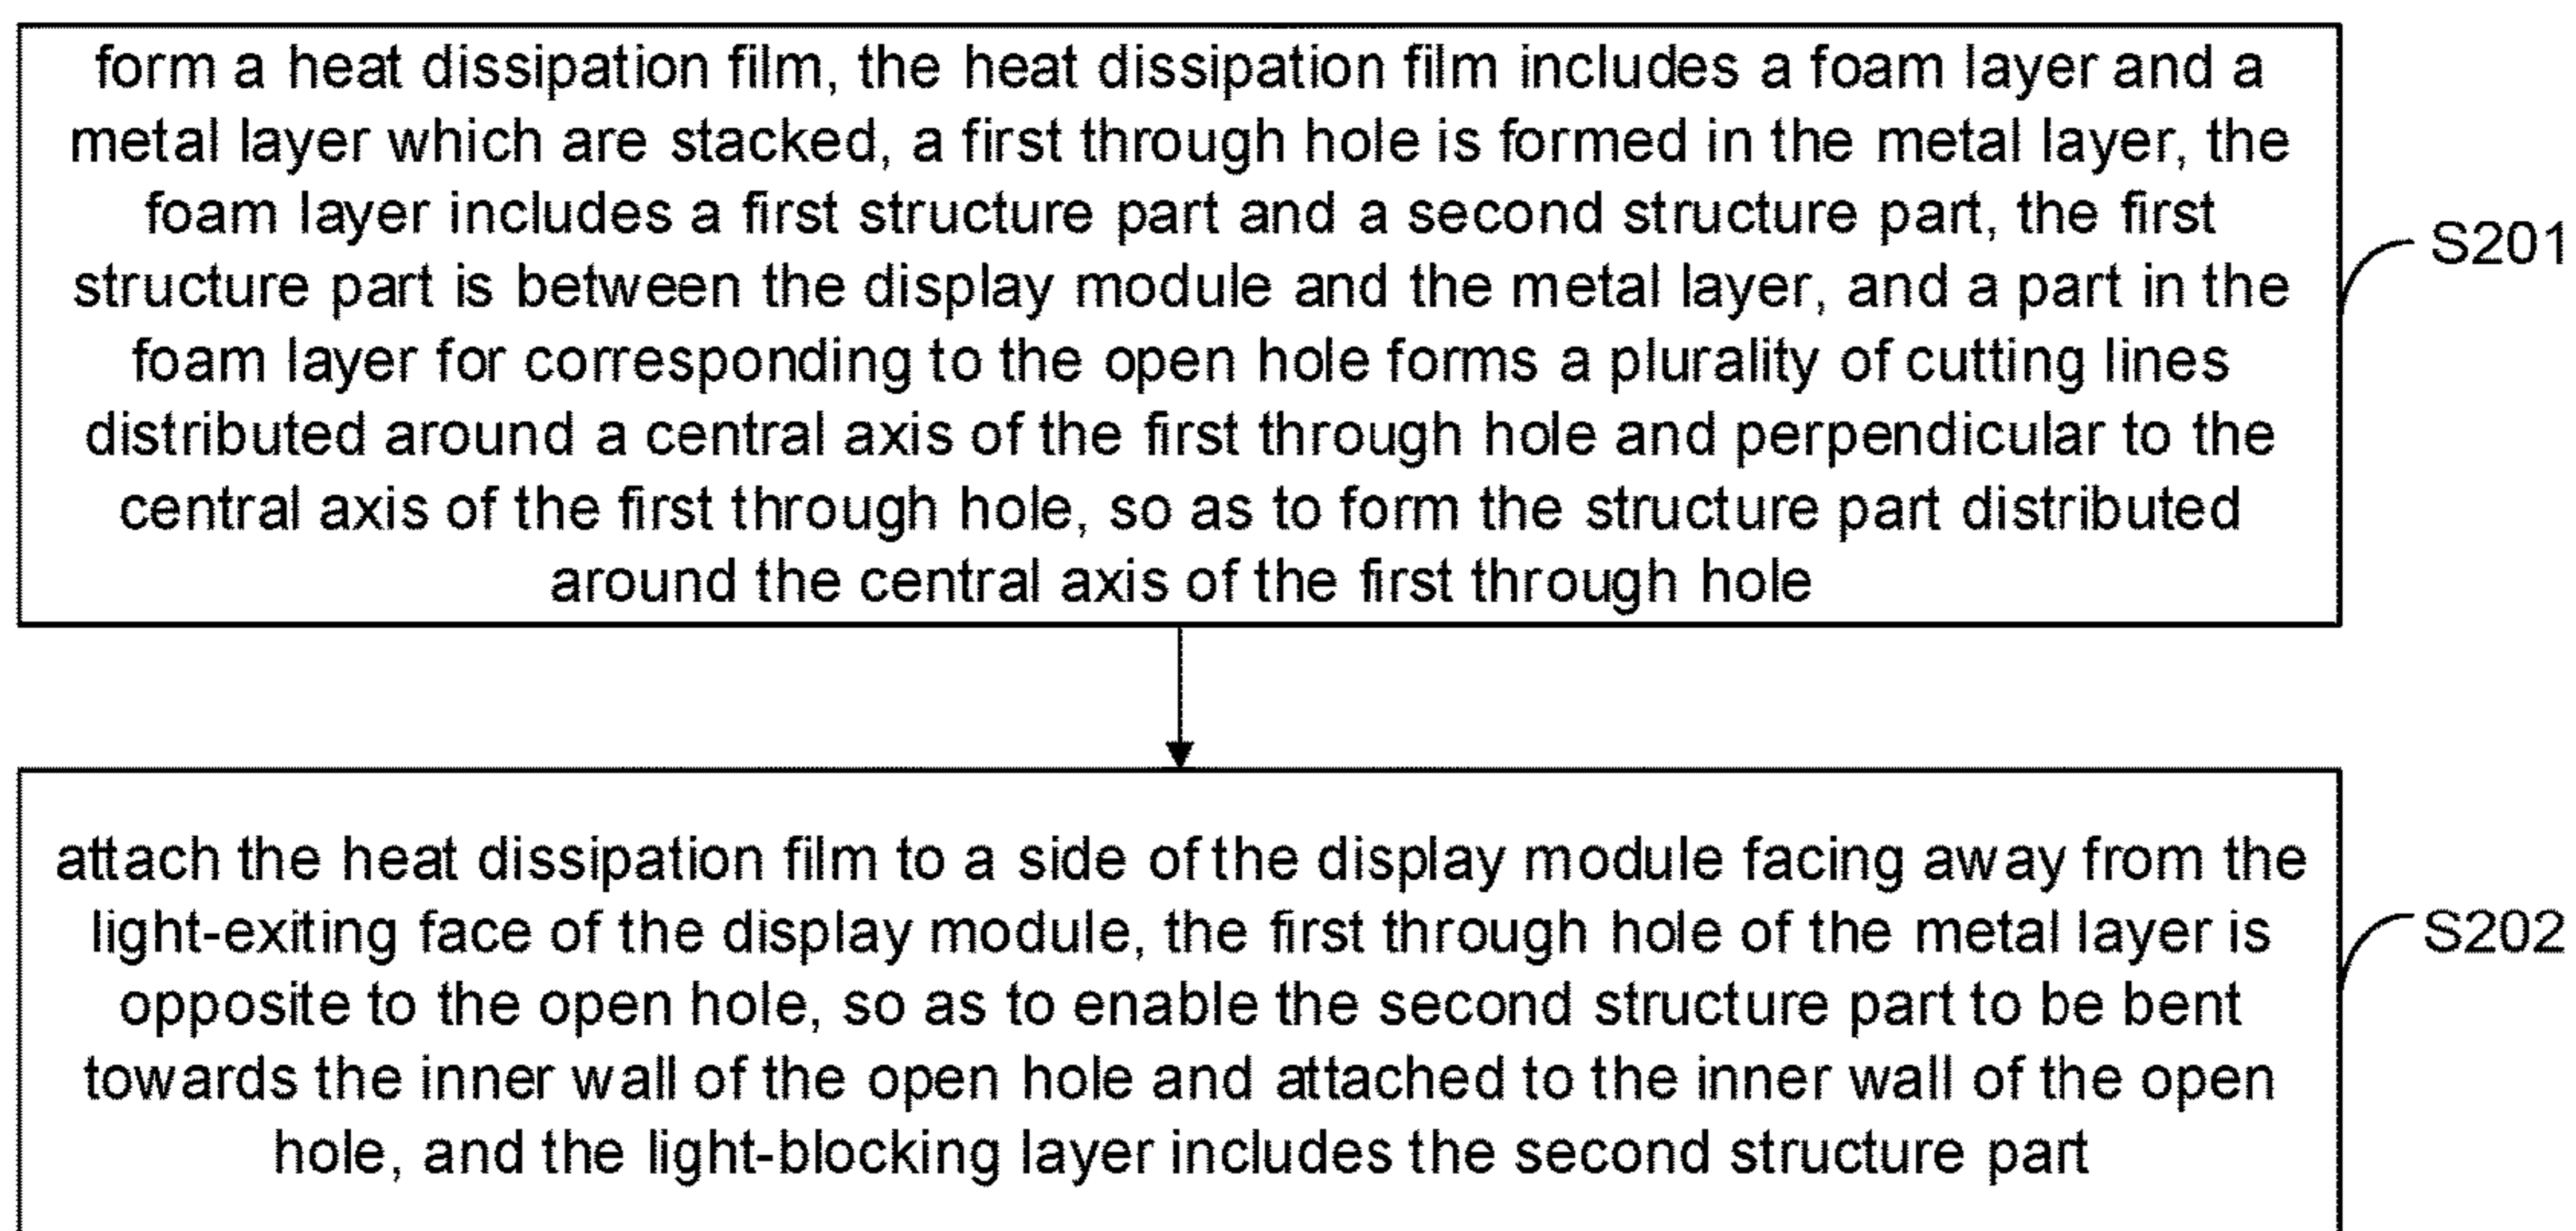 form a heat dissipation film, the heat dissipation film includes a foam layer and a
metal layer which are stacked, a first through hole is formed in the metal layer, the
foam layer includes a first structure part and a second structure part, the first
structure part is between the display module and the metal layer, and a part in the
foam layer for corresponding to the open hole forms a plurality of cutting lines
distributed around a central axis of the first through hole and perpendicular to the
central axis of the first through hole, so as to form the structure part distributed
around the central axis of the first through hole
S201
attach the heat dissipation film to a side of the display module facing away from the
light-exiting face of the display module, the first through hole of the metal layer is
opposite to the open hole, so as to enable the second structure part to be bent
towards the inner wall of the open hole and attached to the inner wall of the open
hole, and the light-blocking layer includes the second structure part
S202